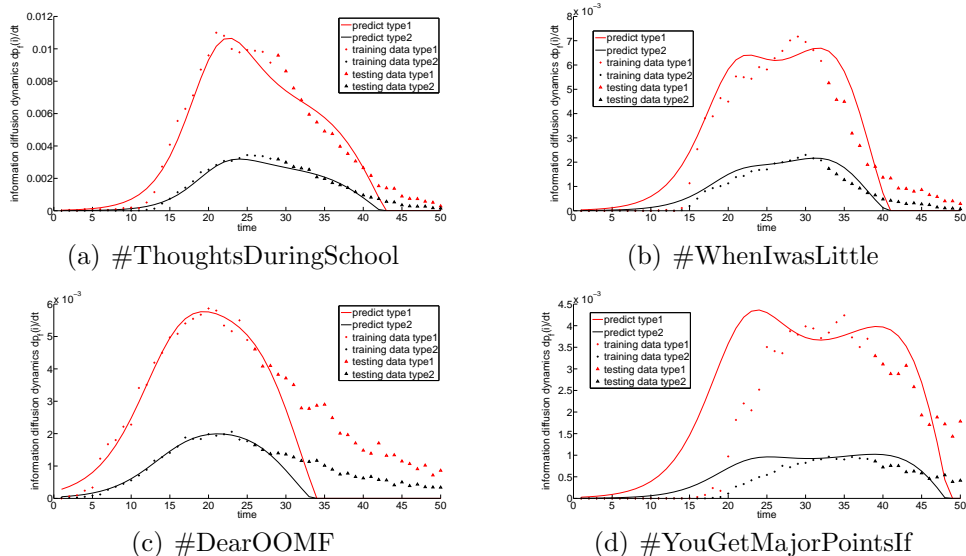 0.012
0.01
0.008
0.006
0.004
0.002
0
0 5 10 15 20 25 30 35 40 45 50
time
information diffusion dynamics dp_f(i)/dt
predict type1
predict type2
training data type1
training data type2
testing data type1
testing data type2
(a) #ThoughtsDuringSchool
8 x 10^-3
7
6
5
4
3
2
1
0
0 5 10 15 20 25 30 35 40 45 50
time
information diffusion dynamics dp_f(i)/dt
predict type1
predict type2
training data type1
training data type2
testing data type1
testing data type2
(b) #WhenIwasLittle
6 x 10^-3
5
4
3
2
1
0
0 5 10 15 20 25 30 35 40 45 50
time
information diffusion dynamics dp_f(i)/dt
predict type1
predict type2
training data type1
training data type2
testing data type1
testing data type2
(c) #DearOOMF
4.5 x 10^-3
4
3.5
3
2.5
2
1.5
1
0.5
0
0 5 10 15 20 25 30 35 40 45 50
time
information diffusion dynamics dp_f(i)/dt
predict type1
predict type2
training data type1
training data type2
testing data type1
testing data type2
(d) #YouGetMajorPointsIf